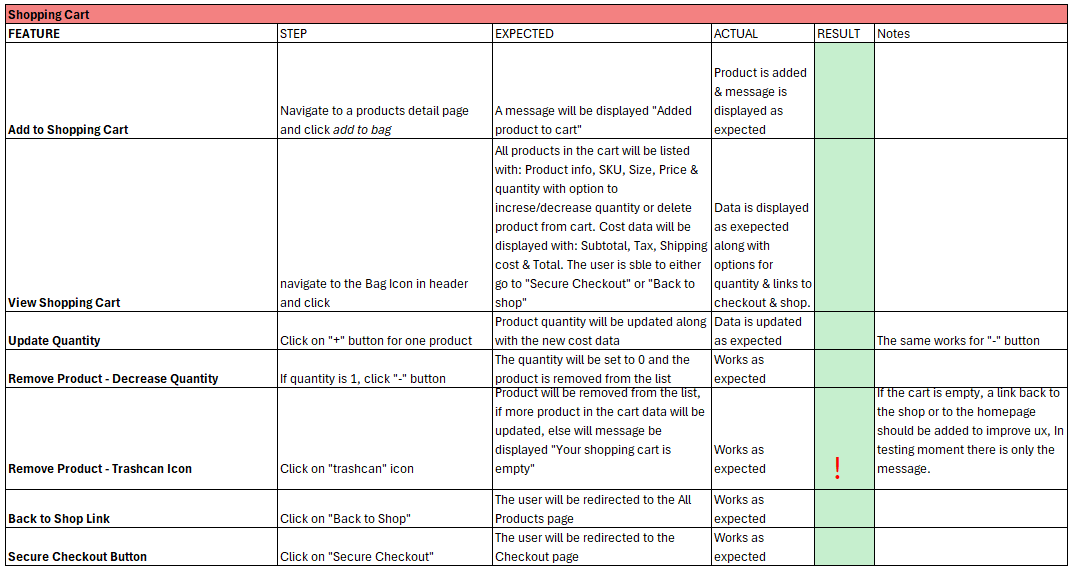 Shopping Cart
FEATURE STEP EXPECTED ACTUAL RESULT Notes
Add to Shopping Cart
Navigate to a products detail page
and click add to bag
A message will be displayed "Added
product to cart"
Product is added
& message is
displayed as
expected
View Shopping Cart
navigate to the Bag Icon in header
and click
All products in the cart will be listed
with: Product info, SKU, Size, Price &
quantity with option to
increse/decrease quantity or delete
product from cart. Cost data will be
displayed with: Subtotal, Tax, Shipping
cost & Total. The user is sble to either
go to "Secure Checkout" or "Back to
shop"
Data is displayed
as exepected
along with
options for
quantity & links to
checkout & shop.
Update Quantity
Click on "+" button for one product
Product quantity will be updated along
with the new cost data
Data is updated
as expected
The same works for "-" button
Remove Product - Decrease Quantity
If quantity is 1, click "-" button
The quantity will be set to 0 and the
product is removed from the list
Works as
expected
Remove Product - Trashcan Icon
Click on "trashcan" icon
Product will be removed from the list,
if more product in the cart data will be
updated, else will message be
displayed "Your shopping cart is
empty"
Works as
expected
!
If the cart is empty, a link back to
the shop or to the homepage
should be added to improve ux, In
testing moment there is only the
message.
Back to Shop Link
Click on "Back to Shop"
The user will be redirected to the All
Products page
Works as
expected
Secure Checkout Button
Click on "Secure Checkout"
The user will be redirected to the
Checkout page
Works as
expected